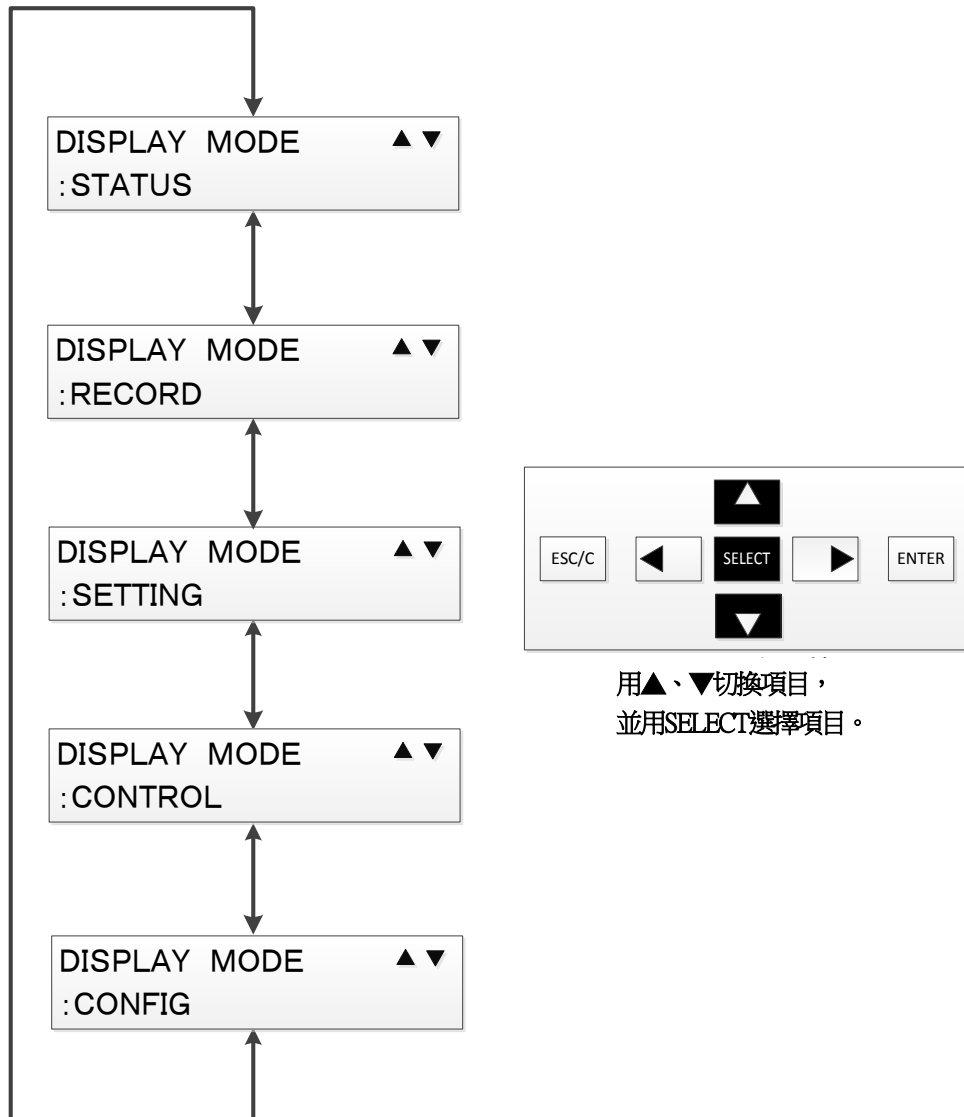 DISPLAY MODE ▲ ▼
:STATUS
DISPLAY MODE ▲ ▼
:RECORD
DISPLAY MODE ▲ ▼
:SETTING
DISPLAY MODE ▲ ▼
:CONTROL
DISPLAY MODE ▲ ▼
:CONFIG
ESC/C ◀ SELECT ▶ ENTER
用▲、▼切換項目，
並用SELECT選擇項目。